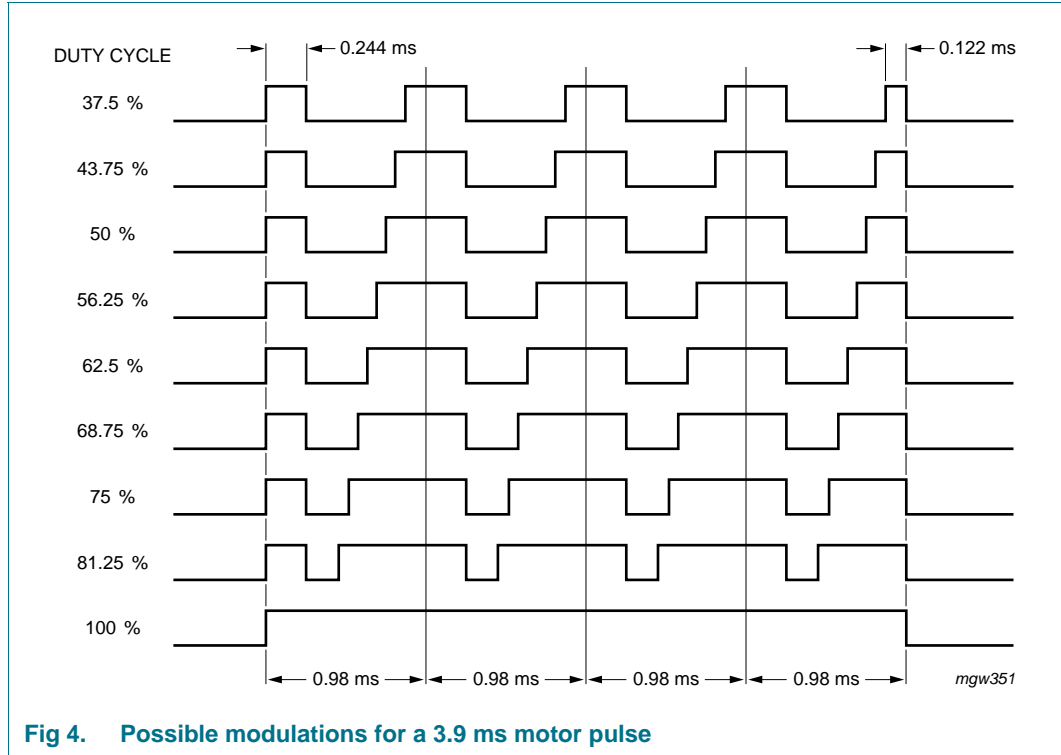 DUTY CYCLE
0.244 ms
0.122 ms
37.5 %
43.75 %
50 %
56.25 %
62.5 %
68.75 %
75 %
81.25 %
100 %
0.98 ms 0.98 ms 0.98 ms 0.98 ms
mgw351
Fig 4. Possible modulations for a 3.9 ms motor pulse